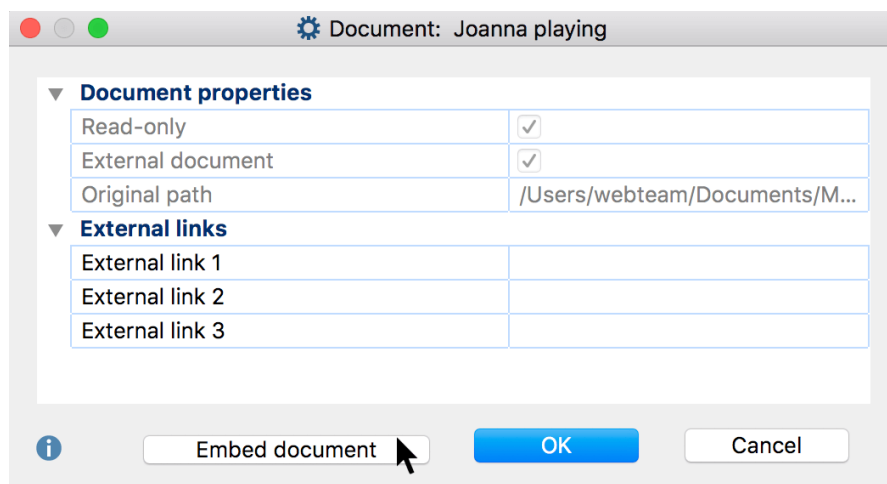 Document: Joanna playing
Document properties
Read-only
External document
Original path /Users/webteam/Documents/M...
External links
External link 1
External link 2
External link 3
Embed document OK Cancel